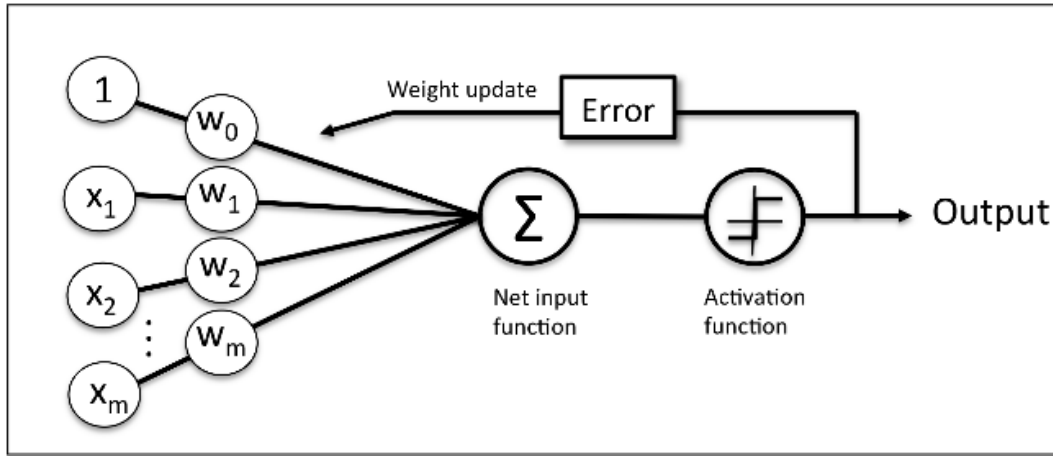 1
w₀
x₁
w₁
x₂
w₂
⋮
xₘ
wₘ
Weight update
Error
Σ
Net input
function
Activation
function
Output